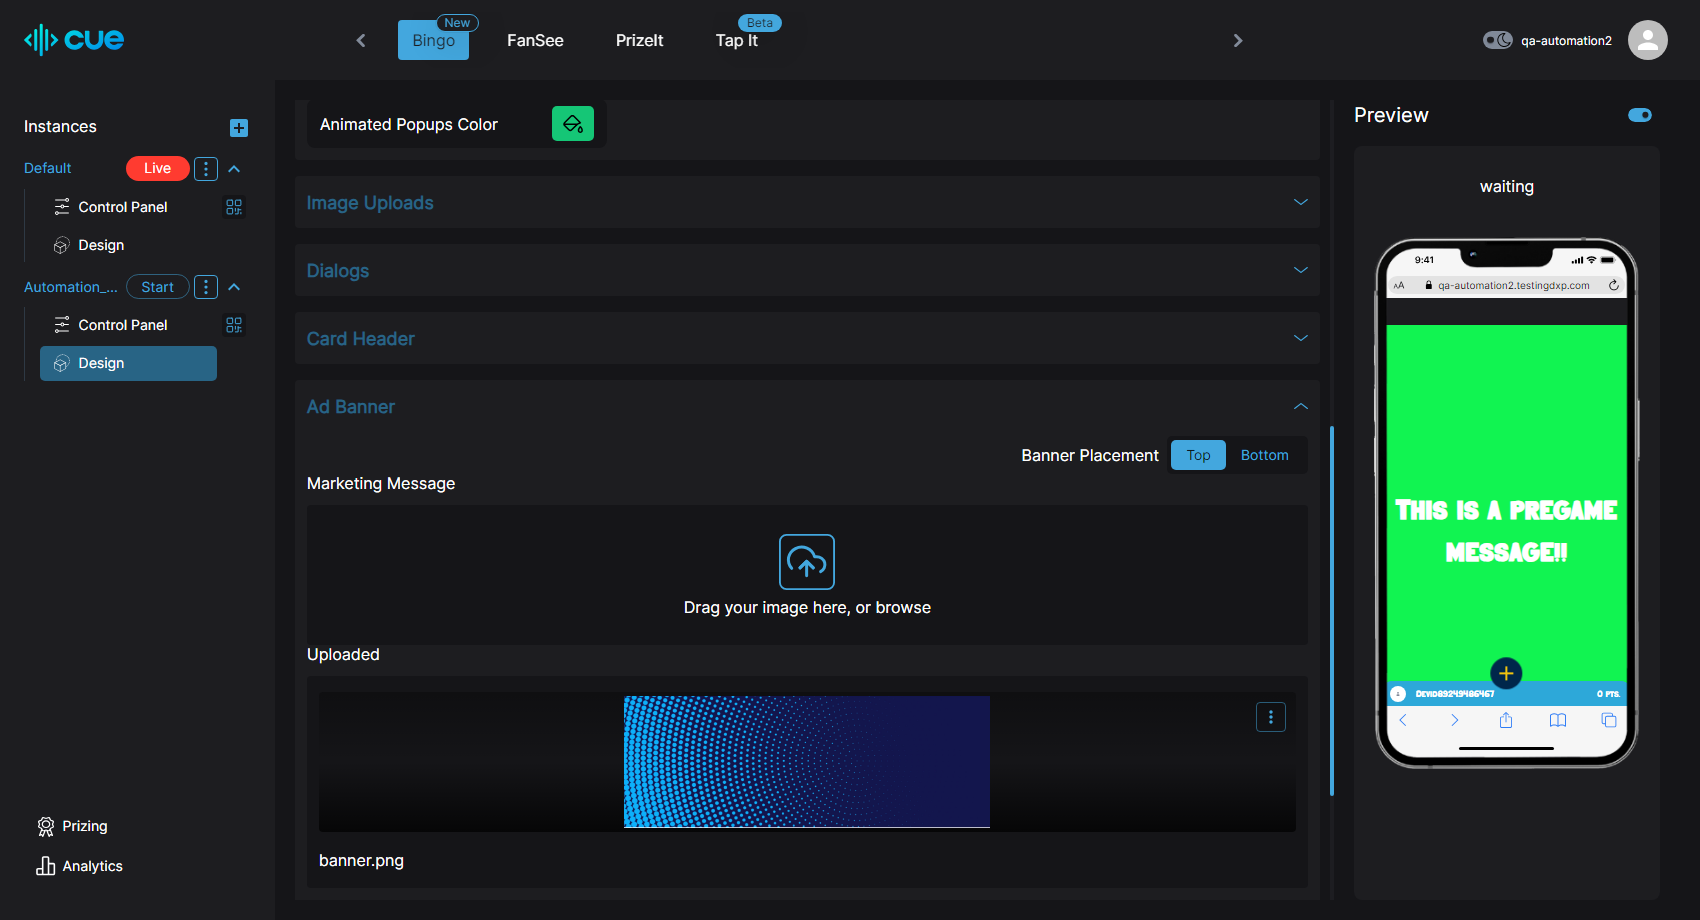 cue
New
Bingo
FanSee
PrizeIt
Beta
Tap It
qa-automation2
Instances
Default
Live
Control Panel
Design
Automation_...
Start
Control Panel
Design
Prizing
Analytics
Animated Popups Color
Image Uploads
Dialogs
Card Header
Ad Banner
Banner Placement
Top
Bottom
Marketing Message
Drag your image here, or browse
Uploaded
banner.png
Preview
waiting
9:41
AA
qa-automation2.testingdxp.com
THIS IS A PREGAME
MESSAGE!!
0 PTS.